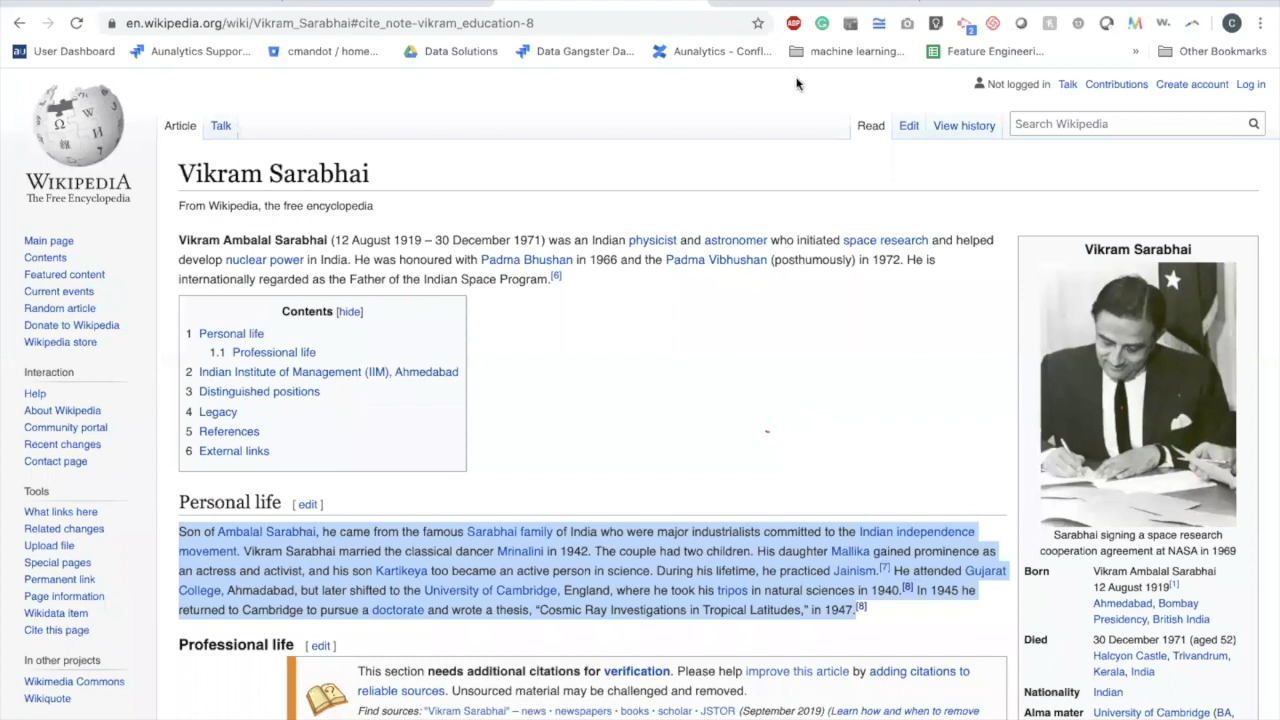 en.wikipedia.org/wiki/Vikram_Sarabhai#cite_note-vikram_education-8
ABP
2
W.
C
au User Dashboard
Aunalytics Suppor...
cmandot / home...
Data Solutions
Data Gangster Da...
Aunalytics – Confl...
machine learning...
Feature Engineeri...
»
Other Bookmarks
Not logged in Talk Contributions Create account Log in
Article Talk
Read Edit View history
Search Wikipedia
WIKIPEDIA
The Free Encyclopedia
Main page
Contents
Featured content
Current events
Random article
Donate to Wikipedia
Wikipedia store
Interaction
Help
About Wikipedia
Community portal
Recent changes
Contact page
Tools
What links here
Related changes
Upload file
Special pages
Permanent link
Page information
Wikidata item
Cite this page
In other projects
Wikimedia Commons
Wikiquote
Vikram Sarabhai
From Wikipedia, the free encyclopedia
Vikram Ambalal Sarabhai (12 August 1919 – 30 December 1971) was an Indian physicist and astronomer who initiated space research and helped
develop nuclear power in India. He was honoured with Padma Bhushan in 1966 and the Padma Vibhushan (posthumously) in 1972. He is
internationally regarded as the Father of the Indian Space Program.[6]
Contents [hide]
1 Personal life
1.1 Professional life
2 Indian Institute of Management (IIM), Ahmedabad
3 Distinguished positions
4 Legacy
5 References
6 External links
Personal life [ edit ]
Son of Ambalal Sarabhai, he came from the famous Sarabhai family of India who were major industrialists committed to the Indian independence
movement. Vikram Sarabhai married the classical dancer Mrinalini in 1942. The couple had two children. His daughter Mallika gained prominence as
an actress and activist, and his son Kartikeya too became an active person in science. During his lifetime, he practiced Jainism.[7] He attended Gujarat
College, Ahmadabad, but later shifted to the University of Cambridge, England, where he took his tripos in natural sciences in 1940.[8] In 1945 he
returned to Cambridge to pursue a doctorate and wrote a thesis, “Cosmic Ray Investigations in Tropical Latitudes,” in 1947.[8]
Professional life [ edit ]
This section needs additional citations for verification. Please help improve this article by adding citations to
reliable sources. Unsourced material may be challenged and removed.
Find sources: "Vikram Sarabhai" – news · newspapers · books · scholar · JSTOR (September 2019) (Learn how and when to remove
Vikram Sarabhai
Sarabhai signing a space research
cooperation agreement at NASA in 1969
Born Vikram Ambalal Sarabhai
12 August 1919[1]
Ahmedabad, Bombay
Presidency, British India
Died 30 December 1971 (aged 52)
Halcyon Castle, Trivandrum,
Kerala, India
Nationality Indian
Alma mater University of Cambridge (BA,